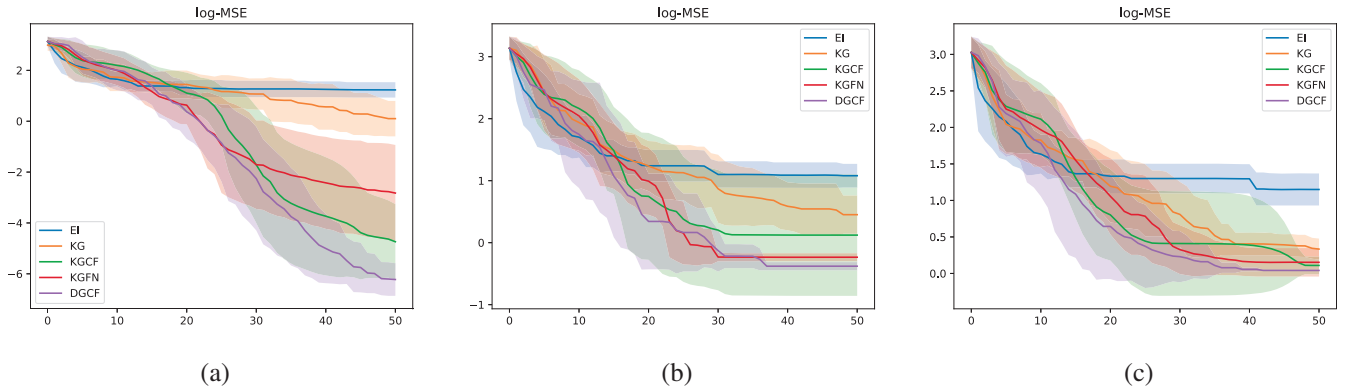 log-MSE
2
0
−2
−4
−6
EI
KG
KGCF
KGFN
DGCF
0 10 20 30 40 50
(a)
log-MSE
3
2
1
0
−1
EI
KG
KGCF
KGFN
DGCF
0 10 20 30 40 50
(b)
log-MSE
3.0
2.5
2.0
1.5
1.0
0.5
0.0
EI
KG
KGCF
KGFN
DGCF
0 10 20 30 40 50
(c)